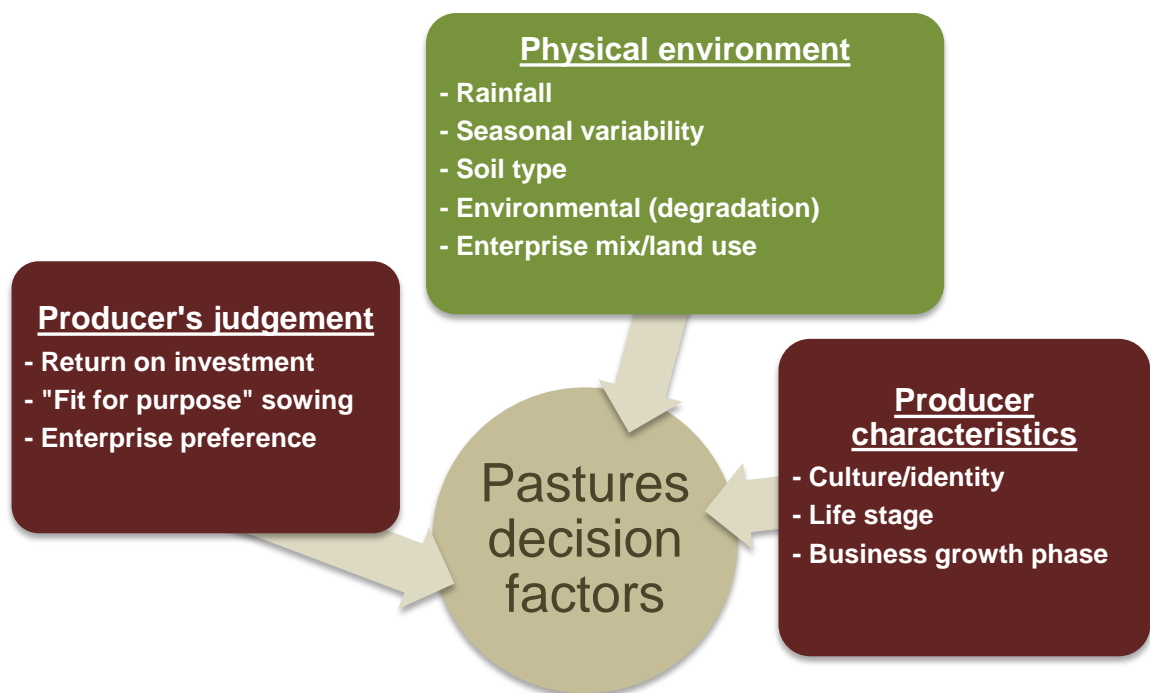 Physical environment
- Rainfall
- Seasonal variability
- Soil type
- Environmental (degradation)
- Enterprise mix/land use
Producer's judgement
- Return on investment
- "Fit for purpose" sowing
- Enterprise preference
Producer
characteristics
- Culture/identity
- Life stage
- Business growth phase
Pastures
decision
factors